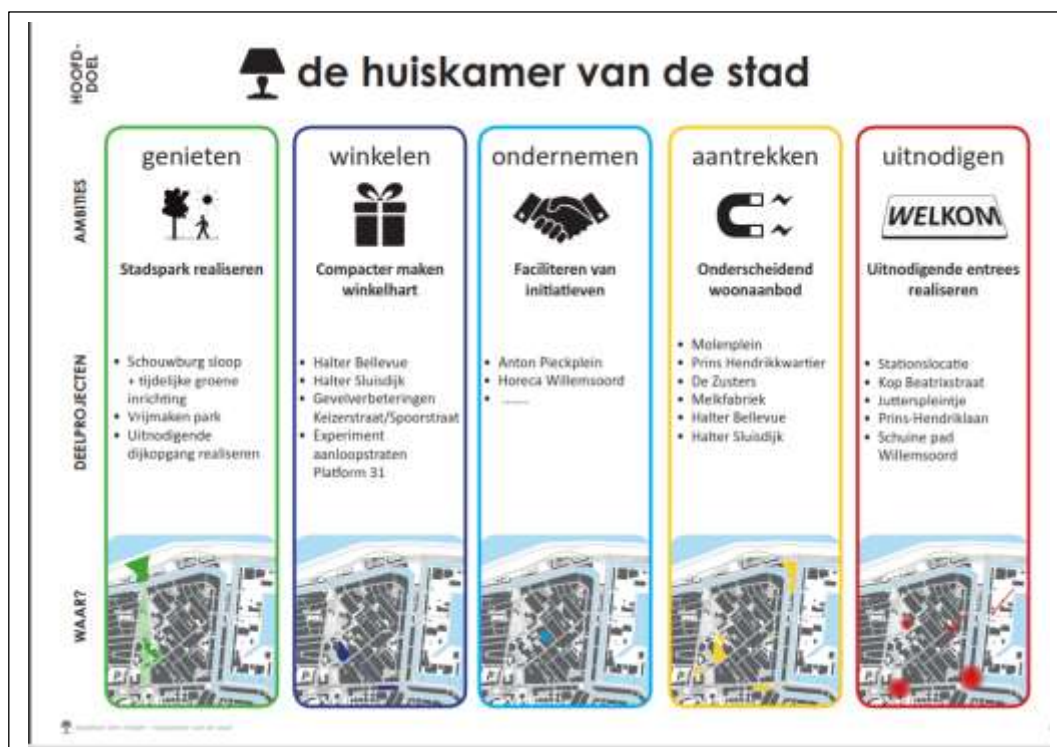 HOOFD-
DOEL
de huiskamer van de stad
AMBITIES
genieten
Stadspark realiseren
winkelen
Compacter maken
winkelhart
ondernemen
Faciliteren van
initiatieven
aantrekken
Onderscheidend
woonaanbod
uitnodigen
WELKOM
Uitnodigende entrees
realiseren
DEELPROJECTEN
• Schouwburg sloop
+ tijdelijke groene
inrichting
• Vrijmaken park
• Uitnodigende
dijkopgang realiseren
• Halter Bellevue
• Halter Sluisdijk
• Gevelverbeteringen
Keizerstraat/Spoorstraat
• Experiment
aanloopstraten
Platform 31
• Anton Pieckplein
• Horeca Willemsoord
• .......
• Molenplein
• Prins Hendrikkwartier
• De Zusters
• Melkfabriek
• Halter Bellevue
• Halter Sluisdijk
• Stationslocatie
• Kop Beatrixstraat
• Jutterspleintje
• Prins-Hendriklaan
• Schuine pad
Willemsoord
WAAR?